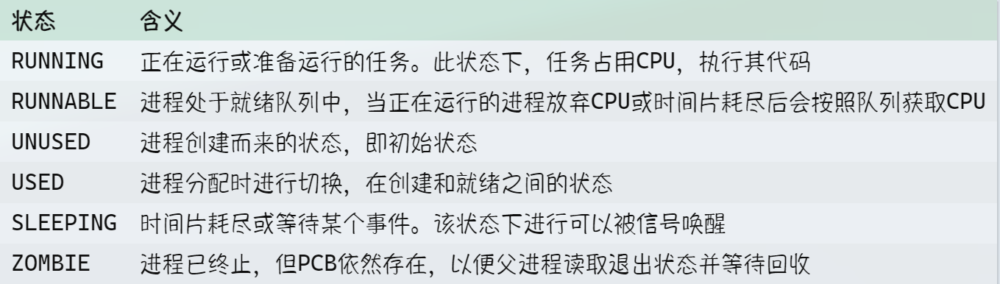 状态 含义
RUNNING 正在运行或准备运行的任务。此状态下，任务占用CPU，执行其代码
RUNNABLE 进程处于就绪队列中，当正在运行的进程放弃CPU或时间片耗尽后会按照队列获取CPU
UNUSED 进程创建而来的状态，即初始状态
USED 进程分配时进行切换，在创建和就绪之间的状态
SLEEPING 时间片耗尽或等待某个事件。该状态下进行可以被信号唤醒
ZOMBIE 进程已终止，但PCB依然存在，以便父进程读取退出状态并等待回收